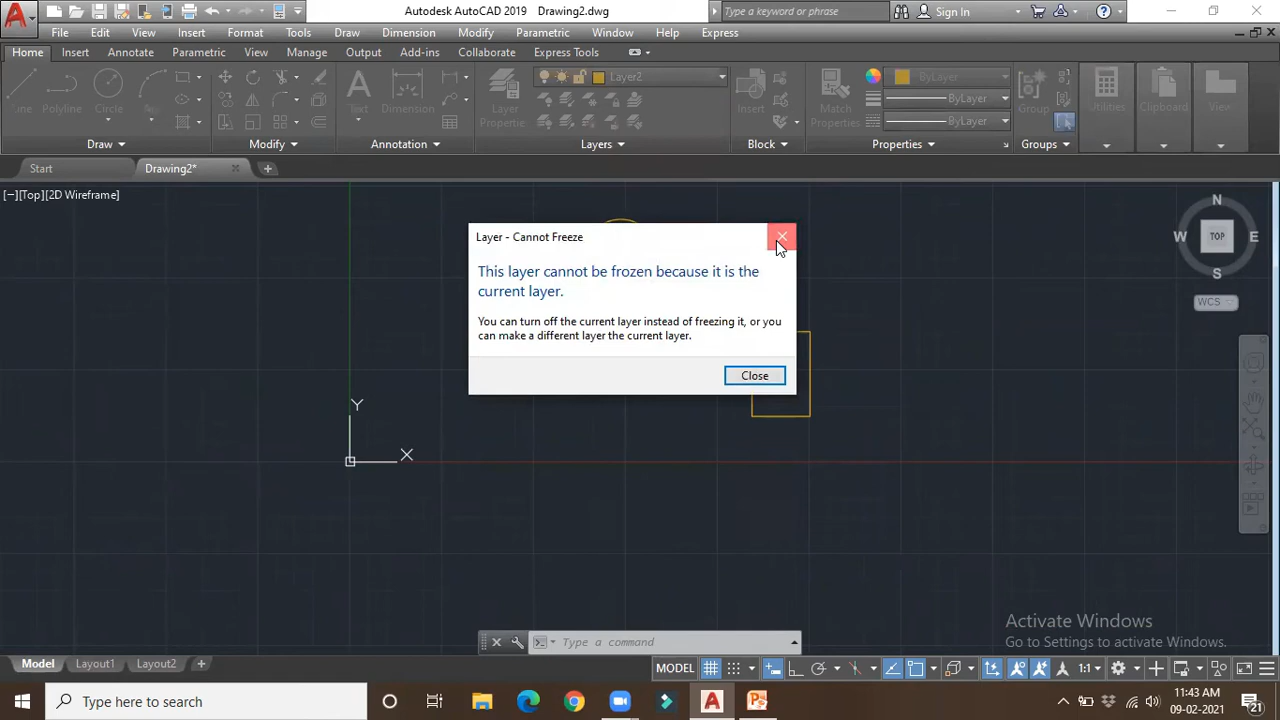 Autodesk AutoCAD 2019 Drawing2.dwg
Type a keyword or phrase
Sign In
File Edit View Insert Format Tools Draw Dimension Modify Parametric Window Help Express
Home Insert Annotate Parametric View Manage Output Add-ins Collaborate Express Tools
Line
Polyline
Circle
Arc
Text
Dimension
Layer
Properties
Layer2
Insert
Match
Properties
ByLayer
ByLayer
ByLayer
Group
Utilities
Clipboard
View
Draw
Modify
Annotation
Layers
Block
Properties
Groups
Start
Drawing2*
[−][Top][2D Wireframe]
N
W TOP E
S
WCS
Layer - Cannot Freeze
This layer cannot be frozen because it is the
current layer.
You can turn off the current layer instead of freezing it, or you
can make a different layer the current layer.
Close
Y
X
Activate Windows
Go to Settings to activate Windows.
Type a command
Model Layout1 Layout2
MODEL
1:1
Type here to search
11:43 AM
09-02-2021
21